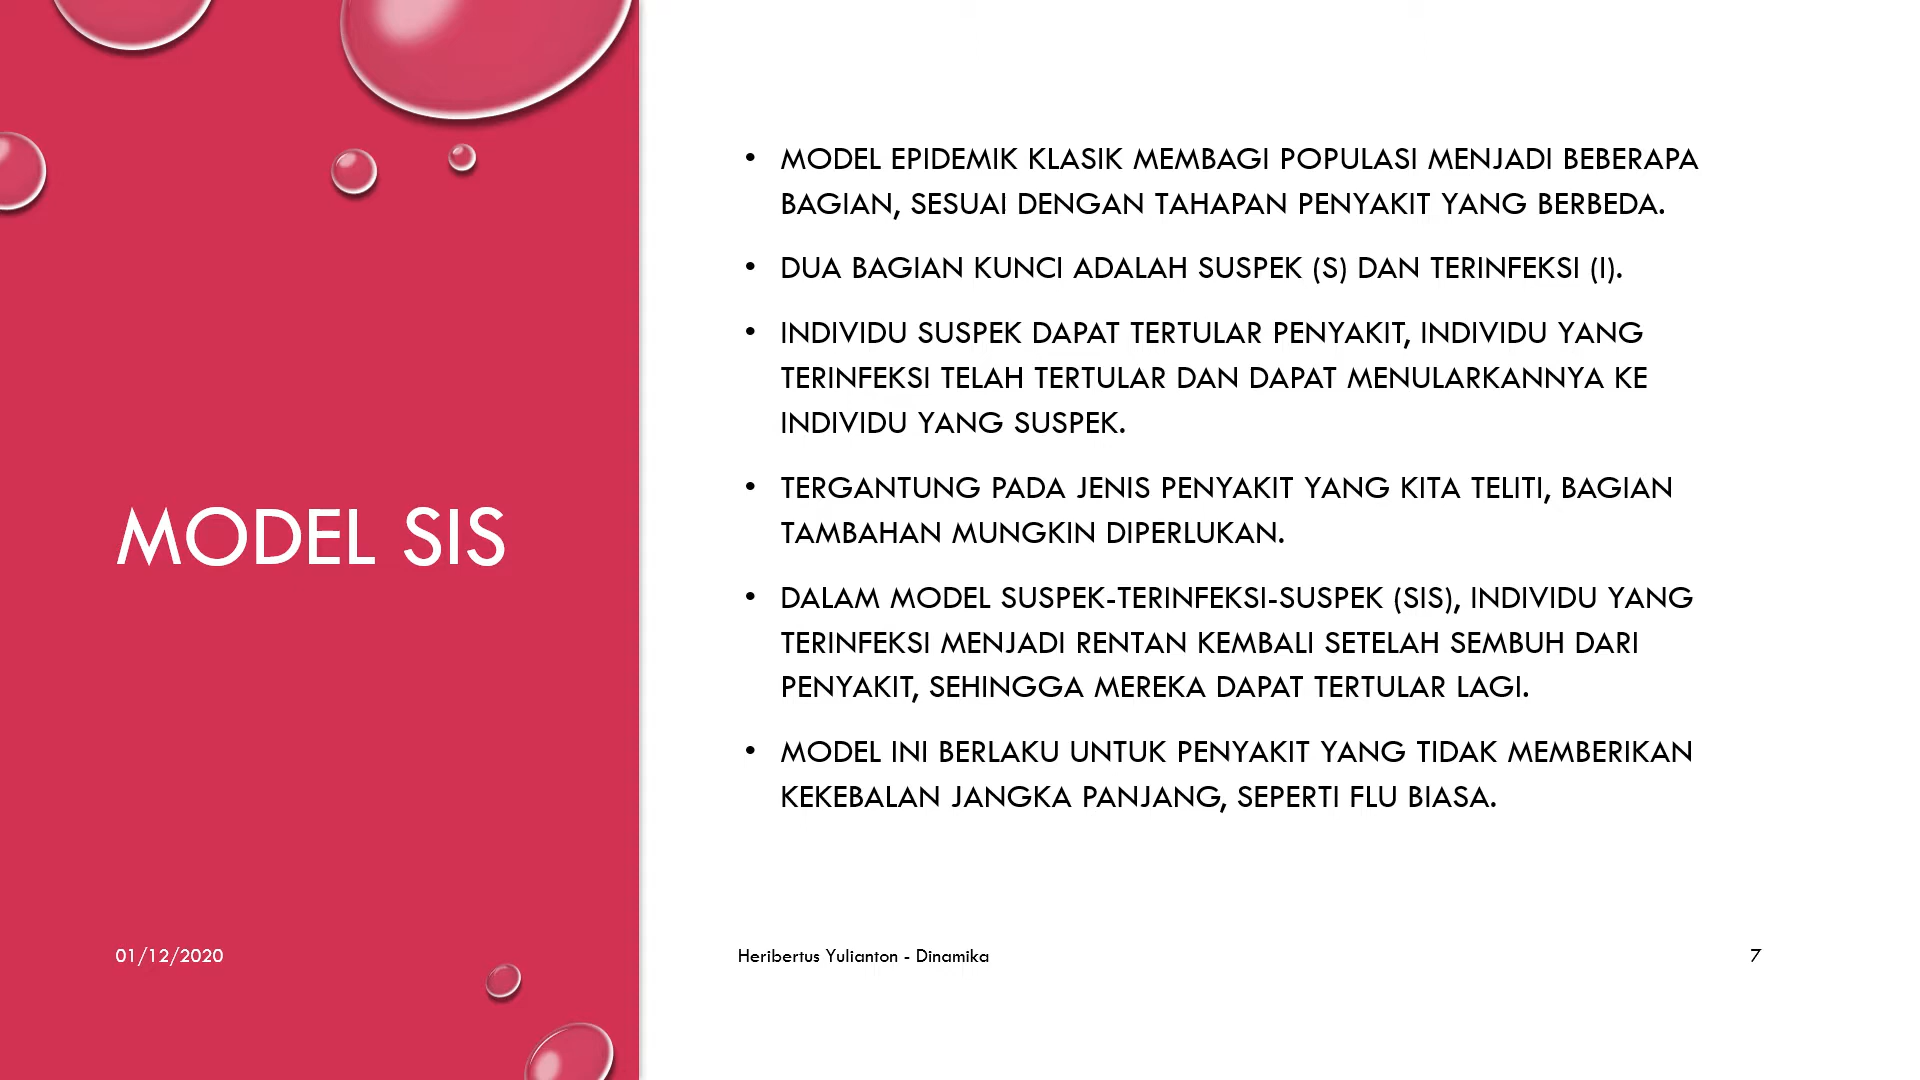 MODEL SIS
• MODEL EPIDEMIK KLASIK MEMBAGI POPULASI MENJADI BEBERAPA
BAGIAN, SESUAI DENGAN TAHAPAN PENYAKIT YANG BERBEDA.
• DUA BAGIAN KUNCI ADALAH SUSPEK (S) DAN TERINFEKSI (I).
• INDIVIDU SUSPEK DAPAT TERTULAR PENYAKIT, INDIVIDU YANG
TERINFEKSI TELAH TERTULAR DAN DAPAT MENULARKANNYA KE
INDIVIDU YANG SUSPEK.
• TERGANTUNG PADA JENIS PENYAKIT YANG KITA TELITI, BAGIAN
TAMBAHAN MUNGKIN DIPERLUKAN.
• DALAM MODEL SUSPEK-TERINFEKSI-SUSPEK (SIS), INDIVIDU YANG
TERINFEKSI MENJADI RENTAN KEMBALI SETELAH SEMBUH DARI
PENYAKIT, SEHINGGA MEREKA DAPAT TERTULAR LAGI.
• MODEL INI BERLAKU UNTUK PENYAKIT YANG TIDAK MEMBERIKAN
KEKEBALAN JANGKA PANJANG, SEPERTI FLU BIASA.
01/12/2020
Heribertus Yulianton - Dinamika
7